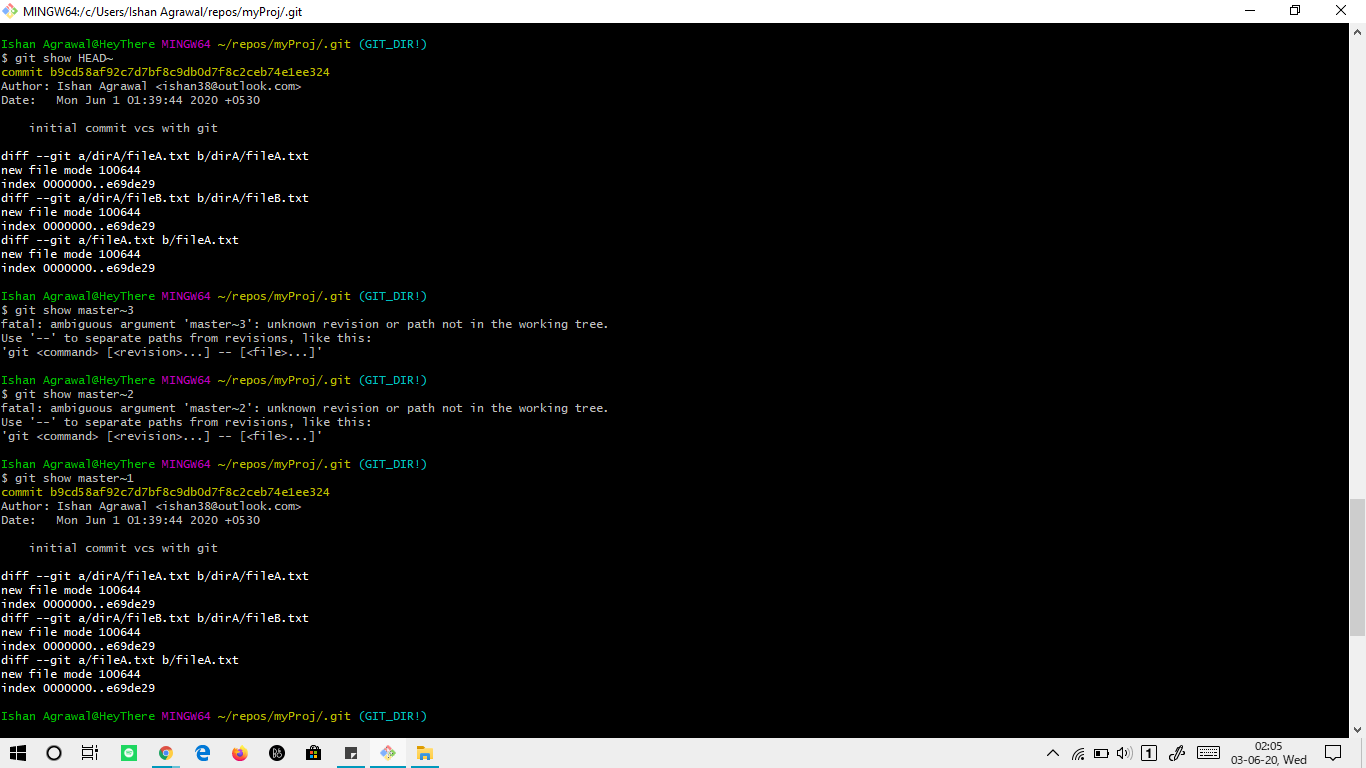 MINGW64:/c/Users/Ishan Agrawal/repos/myProj/.git
Ishan Agrawal@HeyThere MINGW64 ~/repos/myProj/.git (GIT_DIR!)
$ git show HEAD~
commit b9cd58af92c7d7bf8c9db0d7f8c2ceb74e1ee324
Author: Ishan Agrawal <ishan38@outlook.com>
Date:   Mon Jun 1 01:39:44 2020 +0530
    initial commit vcs with git
diff --git a/dirA/fileA.txt b/dirA/fileA.txt
new file mode 100644
index 0000000..e69de29
diff --git a/dirA/fileB.txt b/dirA/fileB.txt
new file mode 100644
index 0000000..e69de29
diff --git a/fileA.txt b/fileA.txt
new file mode 100644
index 0000000..e69de29
Ishan Agrawal@HeyThere MINGW64 ~/repos/myProj/.git (GIT_DIR!)
$ git show master~3
fatal: ambiguous argument 'master~3': unknown revision or path not in the working tree.
Use '--' to separate paths from revisions, like this:
'git <command> [<revision>...] -- [<file>...]'
Ishan Agrawal@HeyThere MINGW64 ~/repos/myProj/.git (GIT_DIR!)
$ git show master~2
fatal: ambiguous argument 'master~2': unknown revision or path not in the working tree.
Use '--' to separate paths from revisions, like this:
'git <command> [<revision>...] -- [<file>...]'
Ishan Agrawal@HeyThere MINGW64 ~/repos/myProj/.git (GIT_DIR!)
$ git show master~1
commit b9cd58af92c7d7bf8c9db0d7f8c2ceb74e1ee324
Author: Ishan Agrawal <ishan38@outlook.com>
Date:   Mon Jun 1 01:39:44 2020 +0530
    initial commit vcs with git
diff --git a/dirA/fileA.txt b/dirA/fileA.txt
new file mode 100644
index 0000000..e69de29
diff --git a/dirA/fileB.txt b/dirA/fileB.txt
new file mode 100644
index 0000000..e69de29
diff --git a/fileA.txt b/fileA.txt
new file mode 100644
index 0000000..e69de29
Ishan Agrawal@HeyThere MINGW64 ~/repos/myProj/.git (GIT_DIR!)
1
02:05
03-06-20, Wed